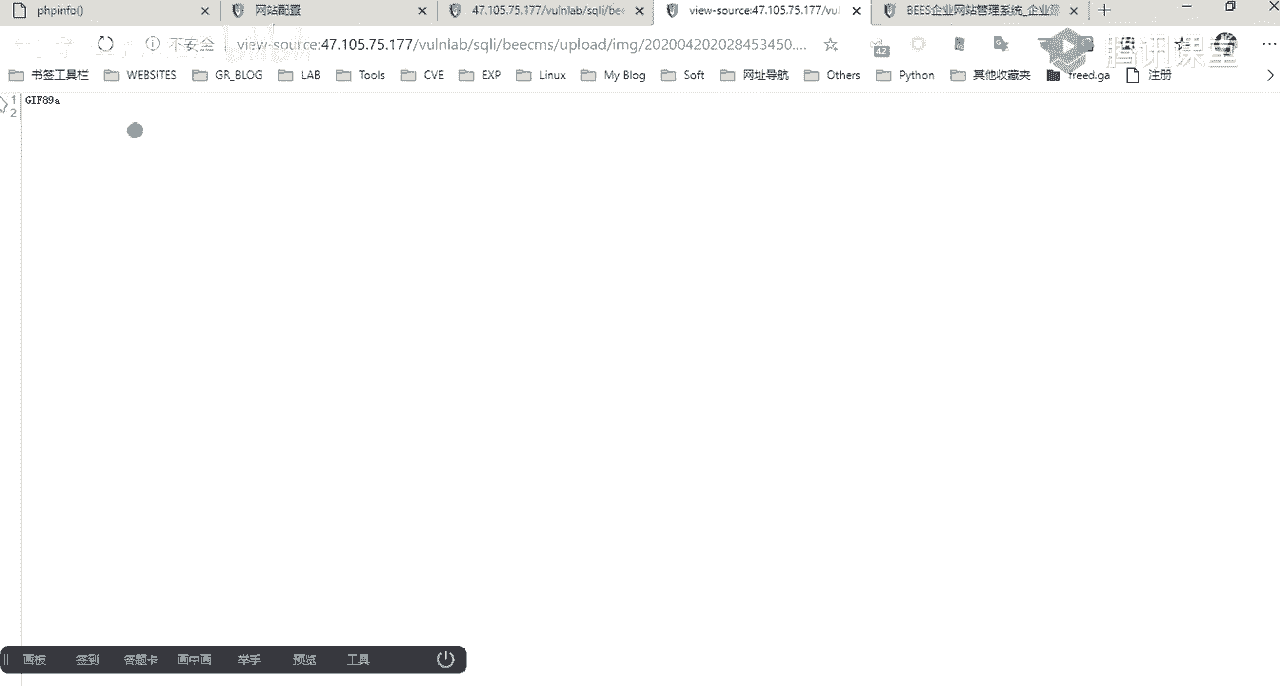 phpinfo()
网站配置
47.105.75.177/vulnlab/sqli/bee
view-source:47.105.75.177/vul
BEES企业网站管理系统_企业
不安全
view-source:47.105.75.177/vulnlab/sqli/beecms/upload/img/202004202028453450....
42
腾讯课堂
书签工具栏 WEBSITES GR_BLOG LAB Tools CVE EXP Linux My Blog Soft 网址导航 Others Python 其他收藏夹 freed.ga 注册
1 GIF89a
2
画板 签到 答题卡 画中画 举手 预览 工具